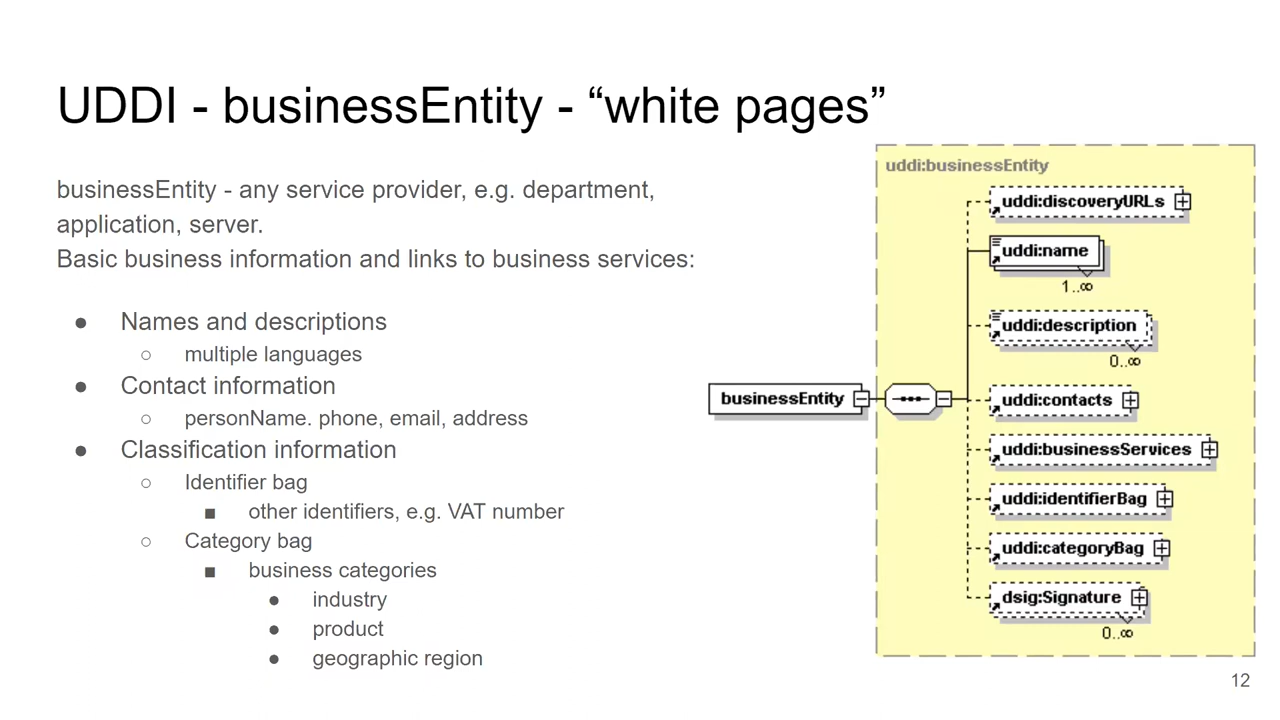 UDDI - businessEntity - “white pages”
businessEntity - any service provider, e.g. department,
application, server.
Basic business information and links to business services:
● Names and descriptions
○ multiple languages
● Contact information
○ personName. phone, email, address
● Classification information
○ Identifier bag
■ other identifiers, e.g. VAT number
○ Category bag
■ business categories
● industry
● product
● geographic region
uddi:businessEntity
uddi:discoveryURLs
uddi:name
1..∞
uddi:description
0..∞
businessEntity
uddi:contacts
uddi:businessServices
uddi:identifierBag
uddi:categoryBag
dsig:Signature
0..∞
12